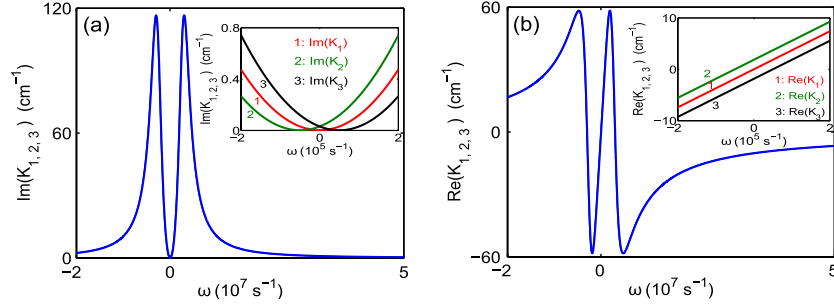 (a)
Im(K1, 2, 3) (cm−1)
120
60
0
−2
0
5
ω (10^7 s−1)
Im(K1,2,3) (cm−1)
0.8
0.4
0
−2
0
2
ω (10^5 s−1)
1: Im(K1)
2: Im(K2)
3: Im(K3)
3
1
2
(b)
Re(K1, 2, 3) (cm−1)
60
0
−60
−2
0
5
ω (10^7 s−1)
Re(K1,2,3) (cm−1)
10
0
−10
−2
0
2
ω (10^5 s−1)
2
1
3
1: Re(K1)
2: Re(K2)
3: Re(K3)